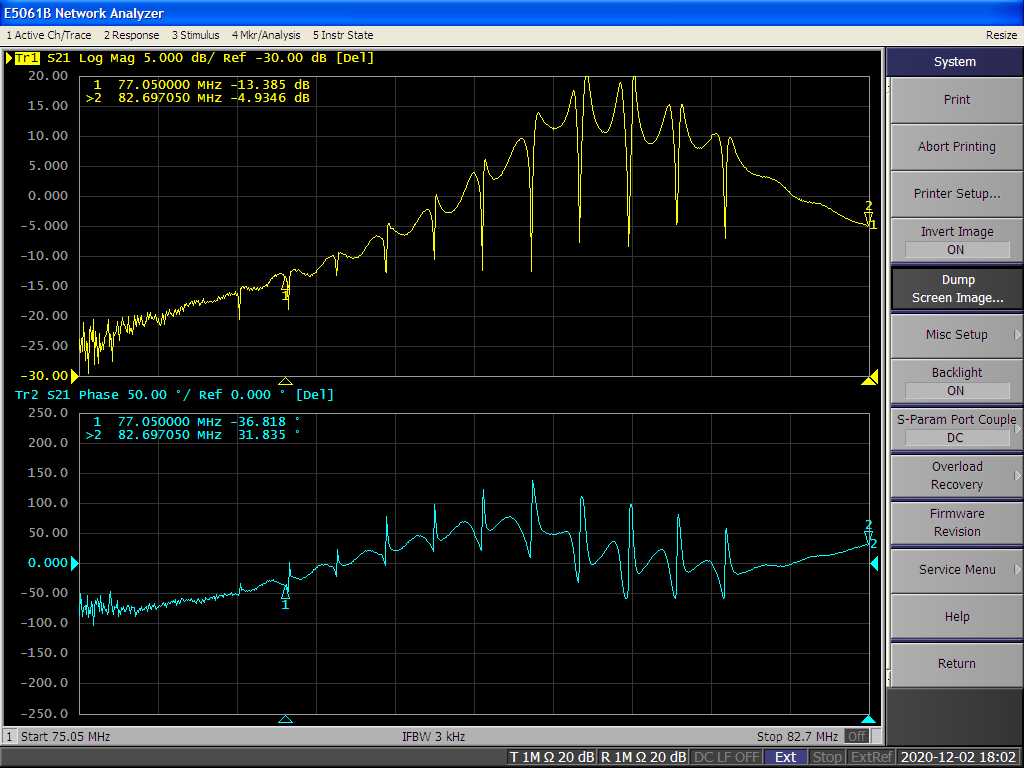 E5061B Network Analyzer
1 Active Ch/Trace 2 Response 3 Stimulus 4 Mkr/Analysis 5 Instr State
Resize
Tr1 S21 Log Mag 5.000 dB/ Ref -30.00 dB [Del]
1 77.050000 MHz -13.385 dB
>2 82.697050 MHz -4.9346 dB
20.00
15.00
10.00
5.000
0.000
-5.000
-10.00
-15.00
-20.00
-25.00
-30.00
1
2
1
Tr2 S21 Phase 50.00 °/ Ref 0.000 ° [Del]
1 77.050000 MHz -36.818 °
>2 82.697050 MHz 31.835 °
250.0
200.0
150.0
100.0
50.00
0.000
-50.00
-100.0
-150.0
-200.0
-250.0
1
2
2
1 Start 75.05 MHz
IFBW 3 kHz
Stop 82.7 MHz Off
System
Print
Abort Printing
Printer Setup...
Invert Image
ON
Dump
Screen Image...
Misc Setup
Backlight
ON
S-Param Port Couple
DC
Overload
Recovery
Firmware
Revision
Service Menu
Help
Return
T 1M Ω 20 dB R 1M Ω 20 dB DC LF OFF Ext Stop ExtRef 2020-12-02 18:02